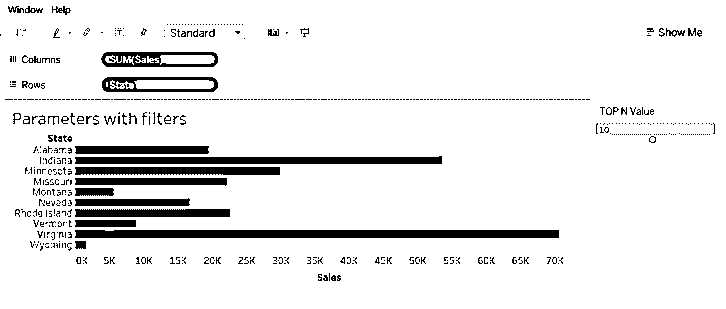 Window Help
Standard
Show Me
Columns
SUM(Sales)
Rows
State
TOP N Value
10
Parameters with filters
State
Alabama
Indiana
Minnesota
Missouri
Montana
Nevada
Rhode Island
Vermont
Virginia
Wyoming
0K 5K 10K 15K 20K 25K 30K 35K 40K 45K 50K 55K 60K 65K 70K
Sales